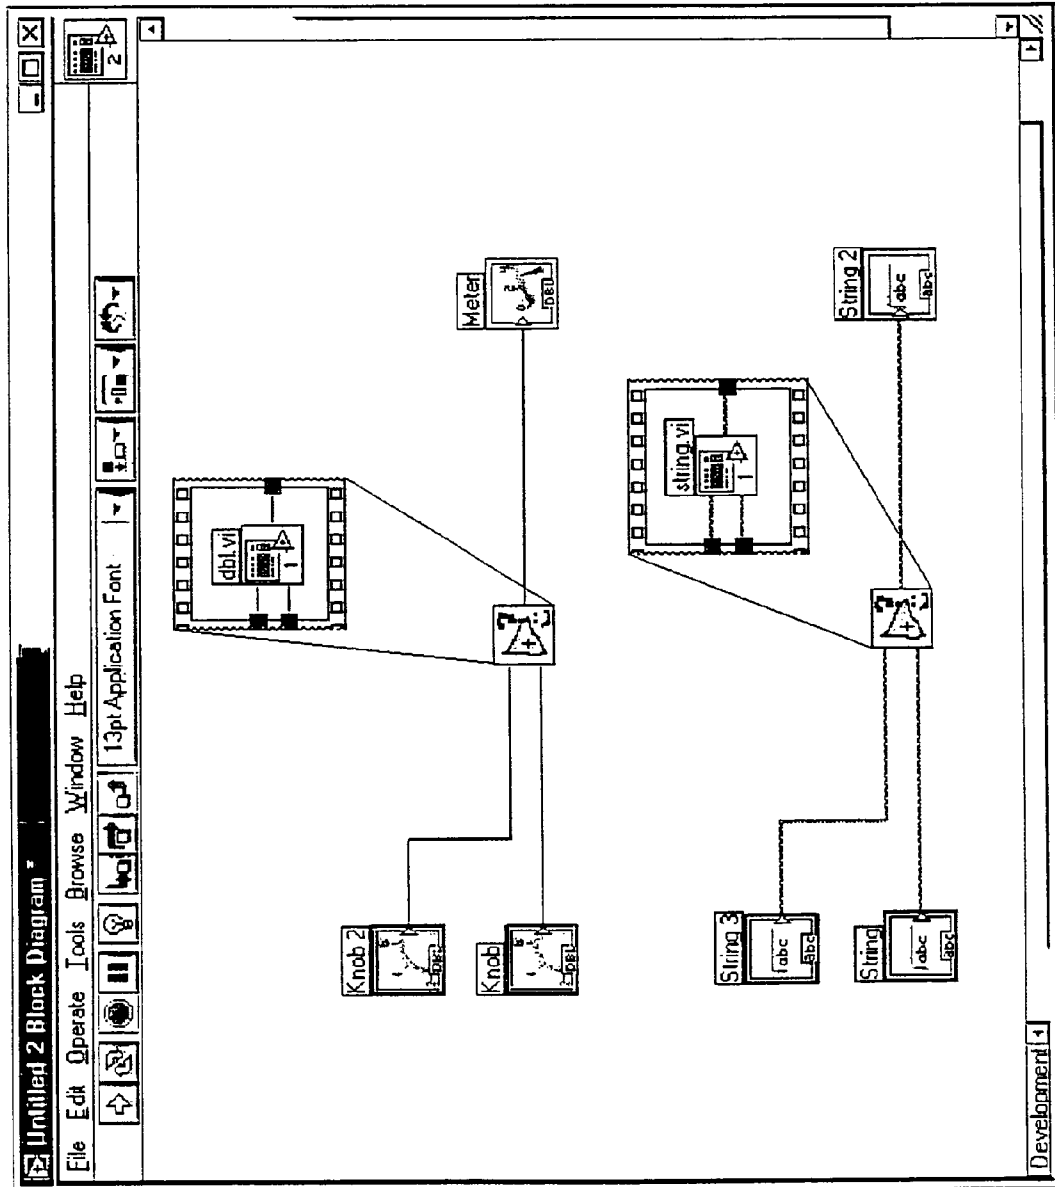 Untitled 2 Block Diagram *
File Edit Operate Tools Browse Window Help
13pt Application Font
2
Knob 2
DBL
Knob
DBL
dbl.vi
1
Meter
DBL
String 3
abc
abc
String
abc
abc
string.vi
1
String 2
abc
abc
Development